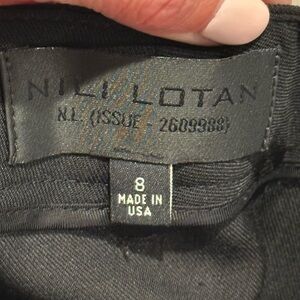 NILI LOTAN
N.L. (ISSUE - 2609988)
8
MADE IN
USA